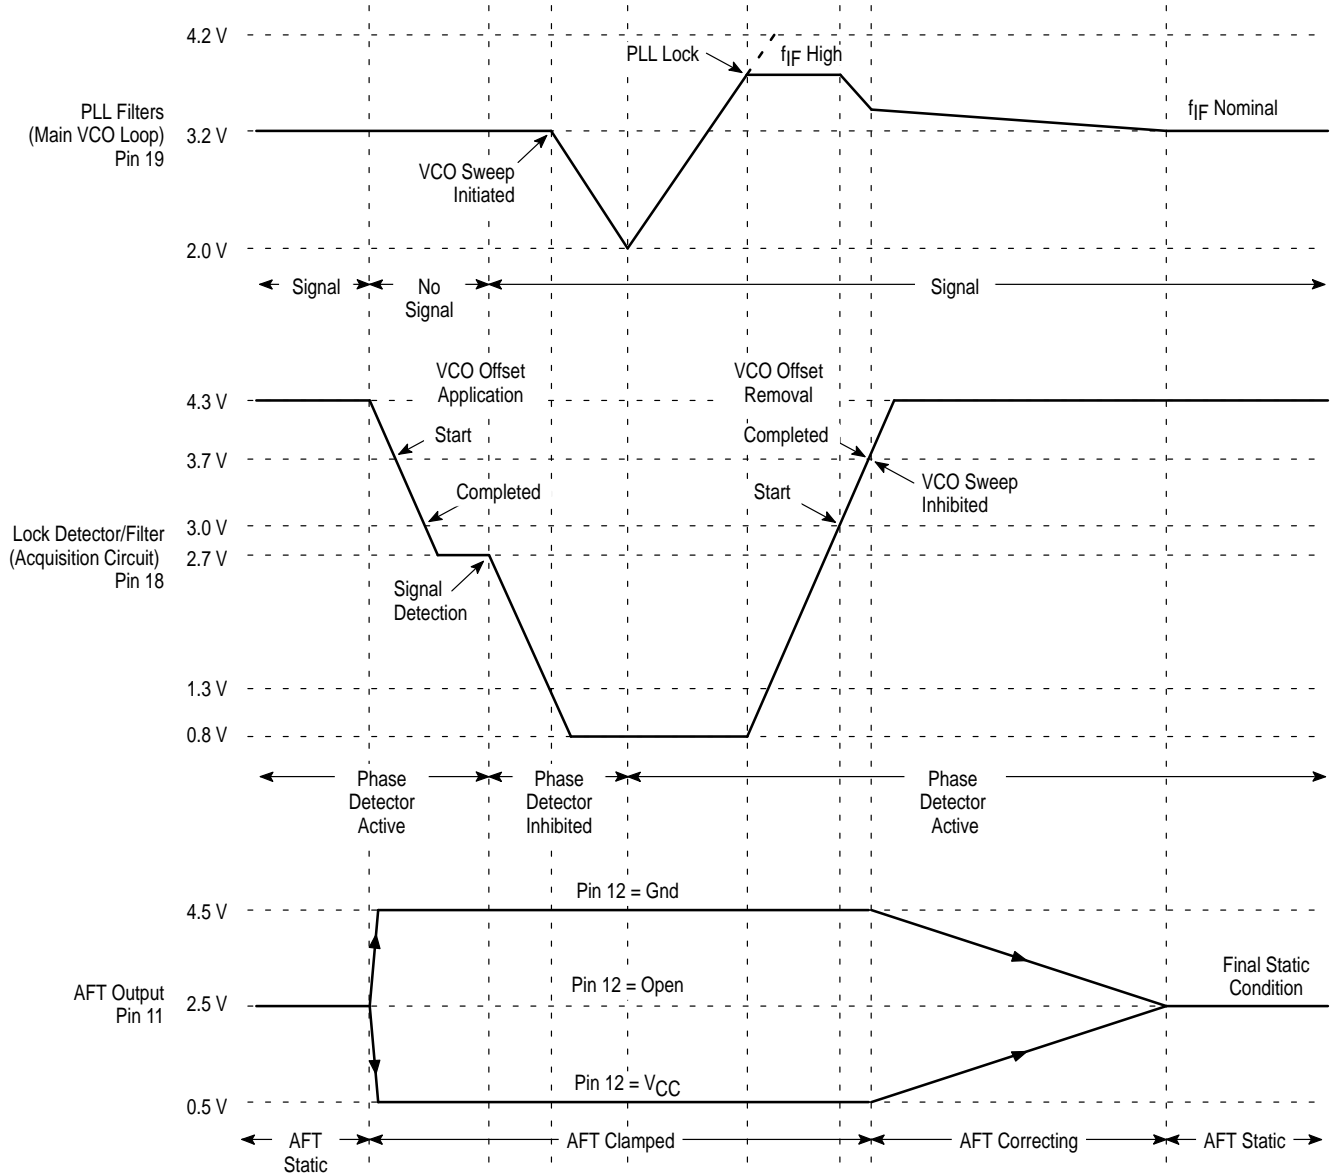 4.2 V
PLL Lock
fIF High
PLL Filters
(Main VCO Loop)
Pin 19
3.2 V
fIF Nominal
VCO Sweep
Initiated
2.0 V
Signal
No
Signal
Signal
VCO Offset
Application
VCO Offset
Removal
4.3 V
Start
Completed
3.7 V
VCO Sweep
Inhibited
Completed
Start
3.0 V
Lock Detector/Filter
(Acquisition Circuit)
Pin 18
2.7 V
Signal
Detection
1.3 V
0.8 V
Phase
Detector
Active
Phase
Detector
Inhibited
Phase
Detector
Active
Pin 12 = Gnd
4.5 V
AFT Output
Pin 11
2.5 V
Pin 12 = Open
Final Static
Condition
Pin 12 = VCC
0.5 V
AFT
Static
AFT Clamped
AFT Correcting
AFT Static